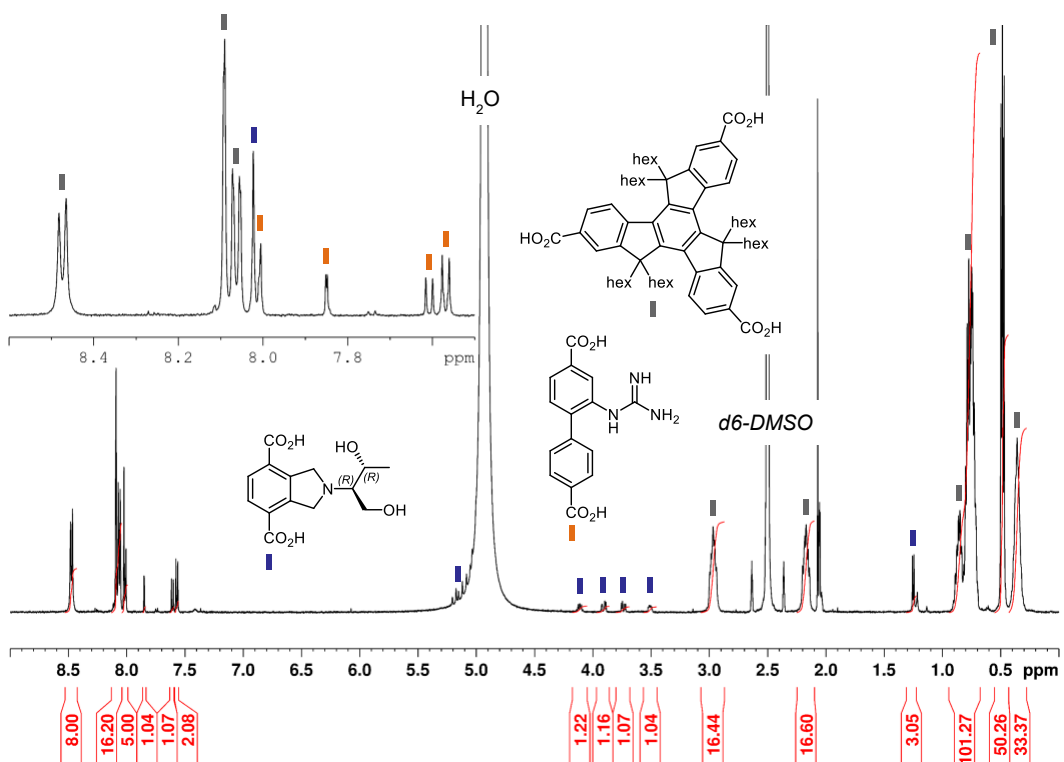 H2O
CO2H
hex
hex
hex
hex
HO2C
hex
hex
CO2H
8.4
8.2
8.0
7.8
ppm
CO2H
NH
N
H
NH2
d6-DMSO
CO2H
HO
(R)
(R)
N
OH
CO2H
CO2H
8.5
8.0
7.5
7.0
6.5
6.0
5.5
5.0
4.5
4.0
3.5
3.0
2.5
2.0
1.5
1.0
0.5
ppm
8.00
16.20
5.00
1.04
1.07
2.08
1.22
1.16
1.07
1.04
16.44
16.60
3.05
101.27
50.26
33.37